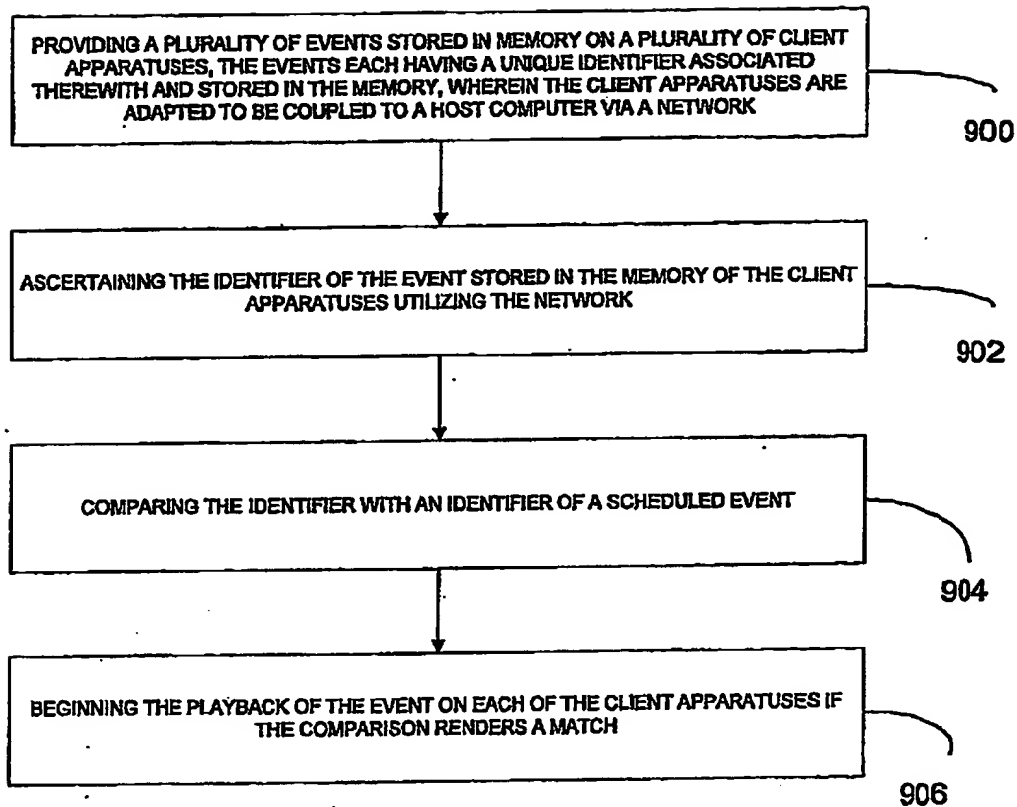 PROVIDING A PLURALITY OF EVENTS STORED IN MEMORY ON A PLURALITY OF CLIENT
APPARATUSES, THE EVENTS EACH HAVING A UNIQUE IDENTIFIER ASSOCIATED
THEREWITH AND STORED IN THE MEMORY, WHEREIN THE CLIENT APPARATUSES ARE
ADAPTED TO BE COUPLED TO A HOST COMPUTER VIA A NETWORK
900
ASCERTAINING THE IDENTIFIER OF THE EVENT STORED IN THE MEMORY OF THE CLIENT
APPARATUSES UTILIZING THE NETWORK
902
COMPARING THE IDENTIFIER WITH AN IDENTIFIER OF A SCHEDULED EVENT
904
BEGINNING THE PLAYBACK OF THE EVENT ON EACH OF THE CLIENT APPARATUSES IF
THE COMPARISON RENDERS A MATCH
906